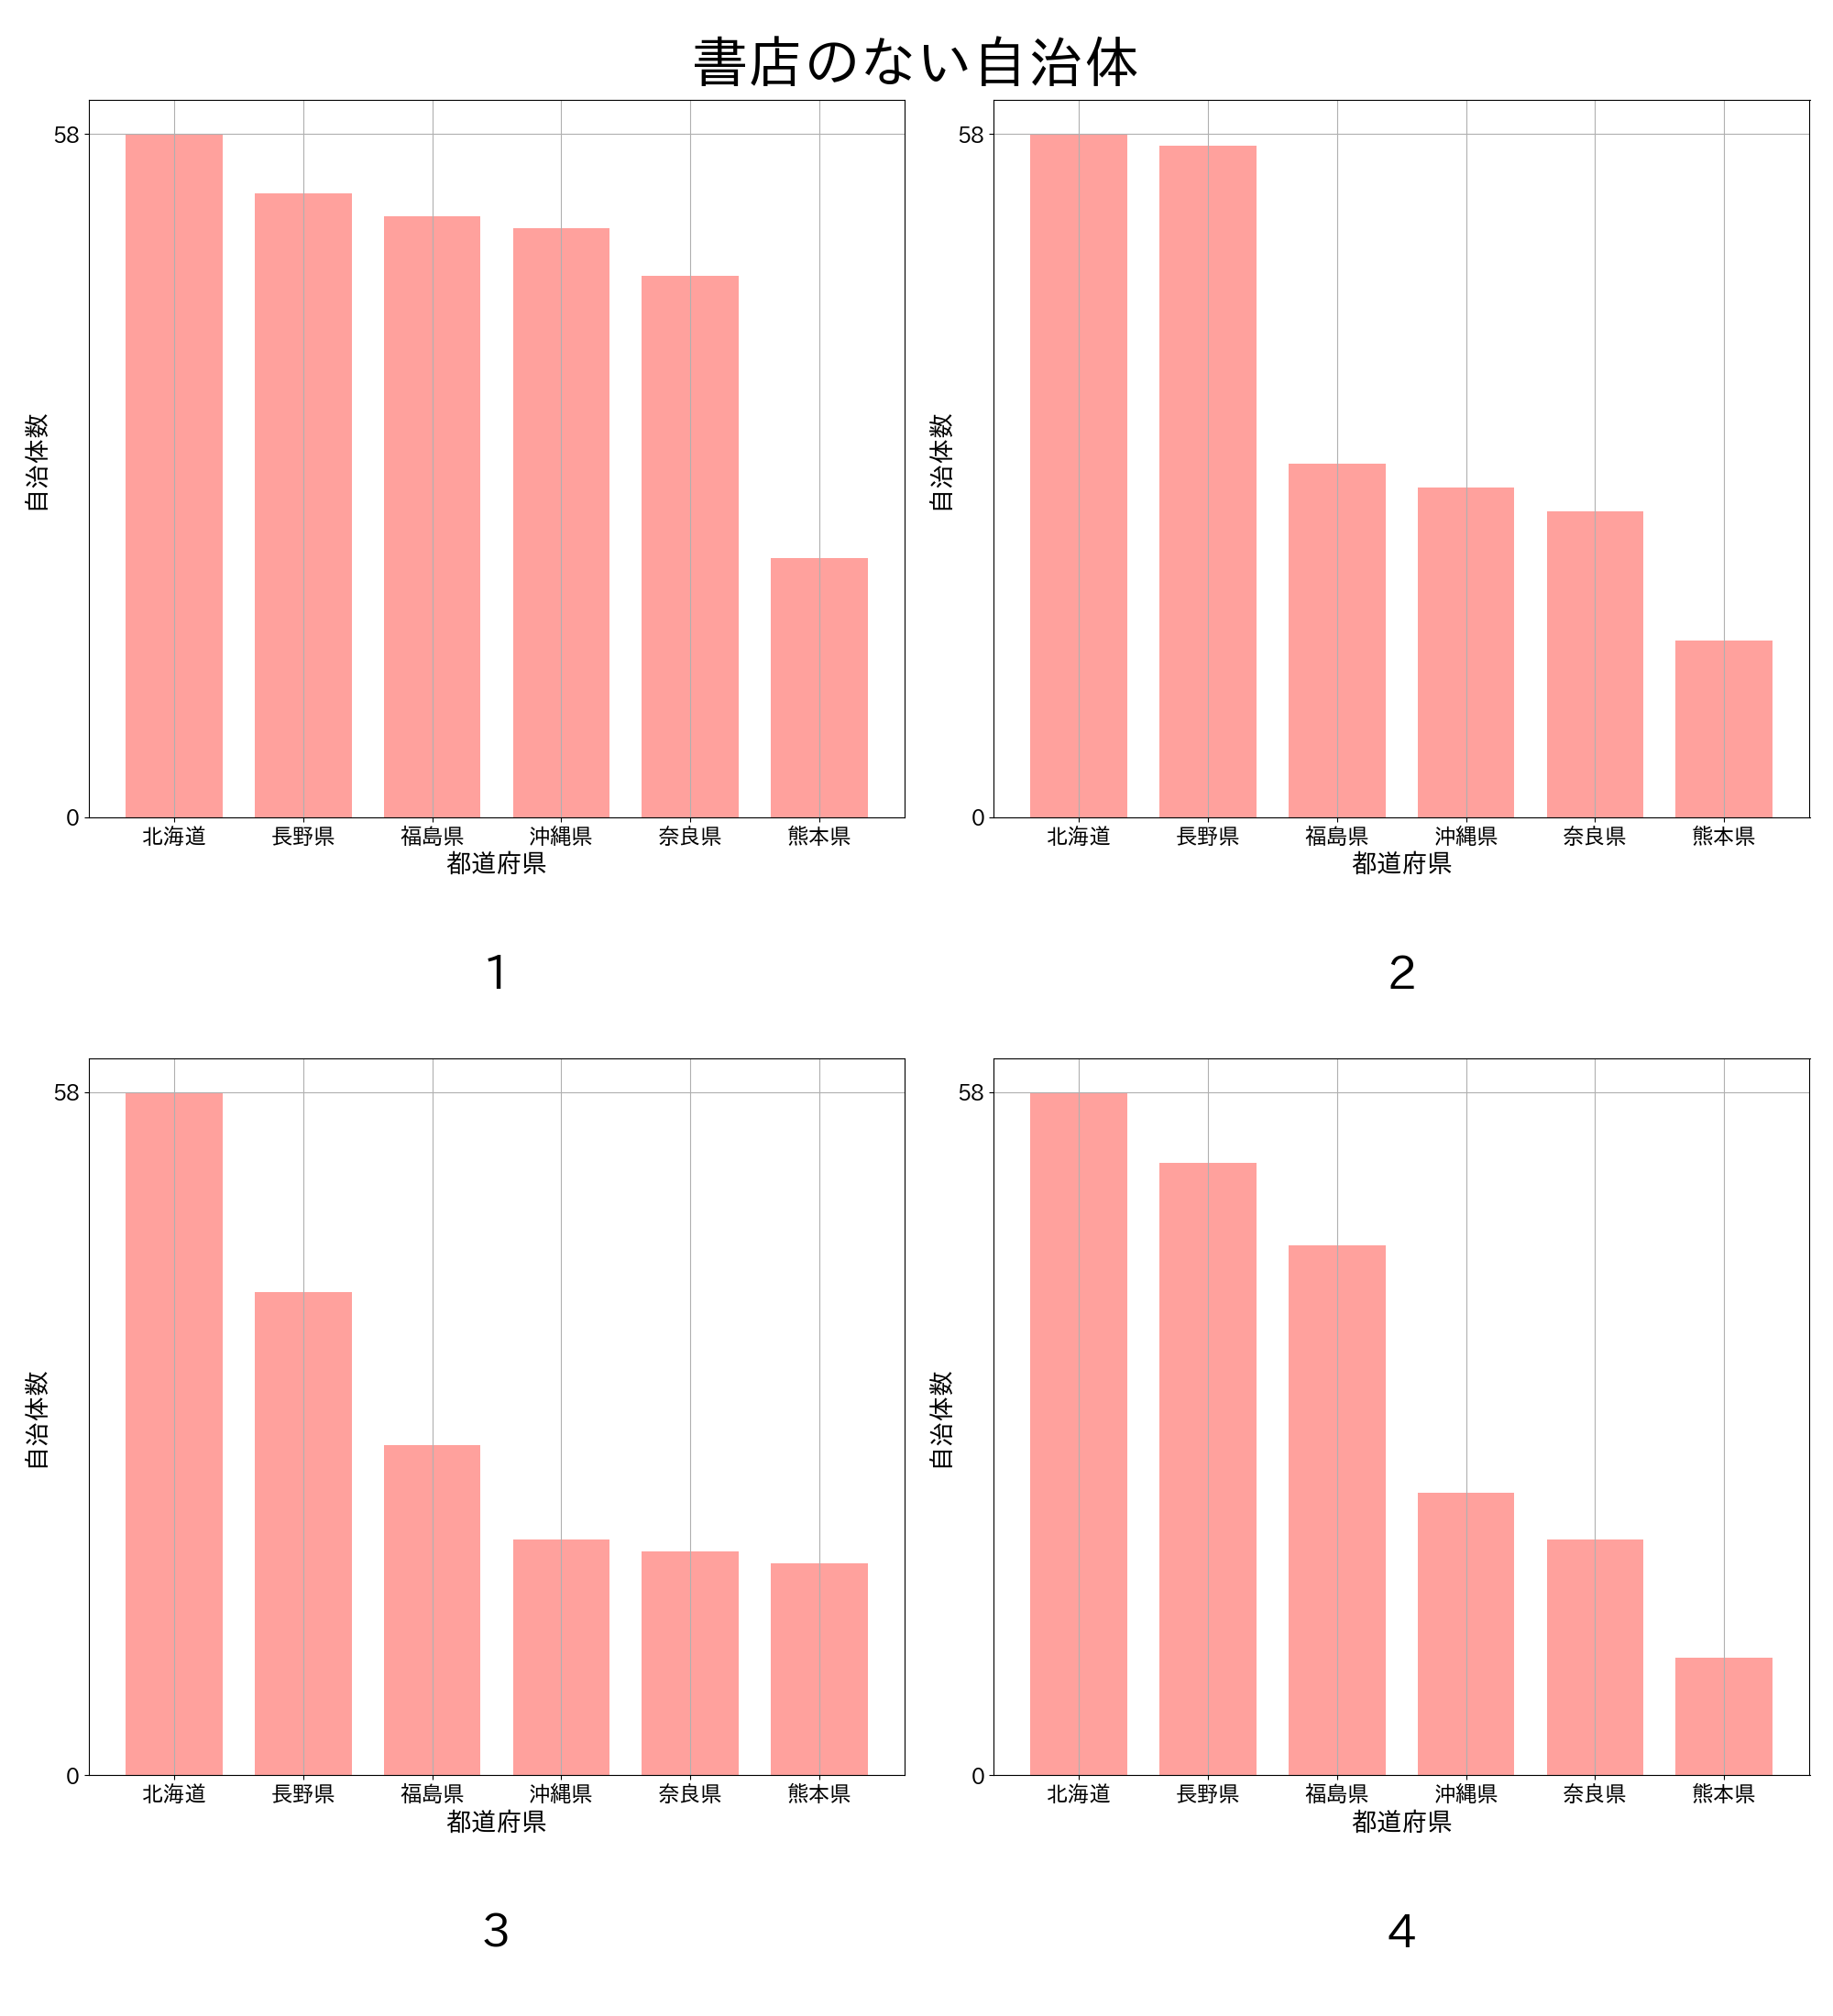 書店のない自治体
58
0
自治体数
北海道 長野県 福島県 沖縄県 奈良県 熊本県
都道府県
1
58
0
自治体数
北海道 長野県 福島県 沖縄県 奈良県 熊本県
都道府県
2
58
0
自治体数
北海道 長野県 福島県 沖縄県 奈良県 熊本県
都道府県
3
58
0
自治体数
北海道 長野県 福島県 沖縄県 奈良県 熊本県
都道府県
4